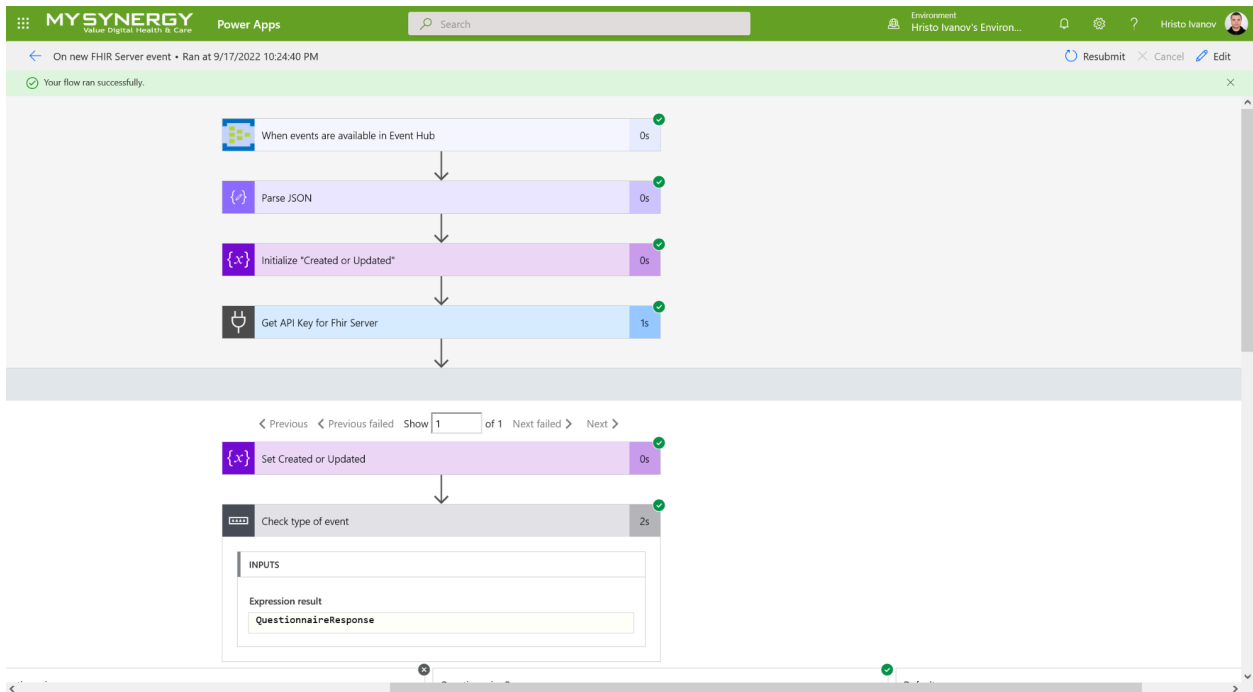 MYSYNERGY
Value Digital Health & Care
Power Apps
Search
Environment
Hristo Ivanov's Environ...
?
Hristo Ivanov
On new FHIR Server event • Ran at 9/17/2022 10:24:40 PM
Resubmit
Cancel
Edit
Your flow ran successfully.
When events are available in Event Hub
0s
Parse JSON
0s
{x}
Initialize "Created or Updated"
0s
Get API Key for Fhir Server
1s
Previous
Previous failed
Show 1 of 1
Next failed
Next
{x}
Set Created or Updated
0s
Check type of event
2s
INPUTS
Expression result
QuestionnaireResponse